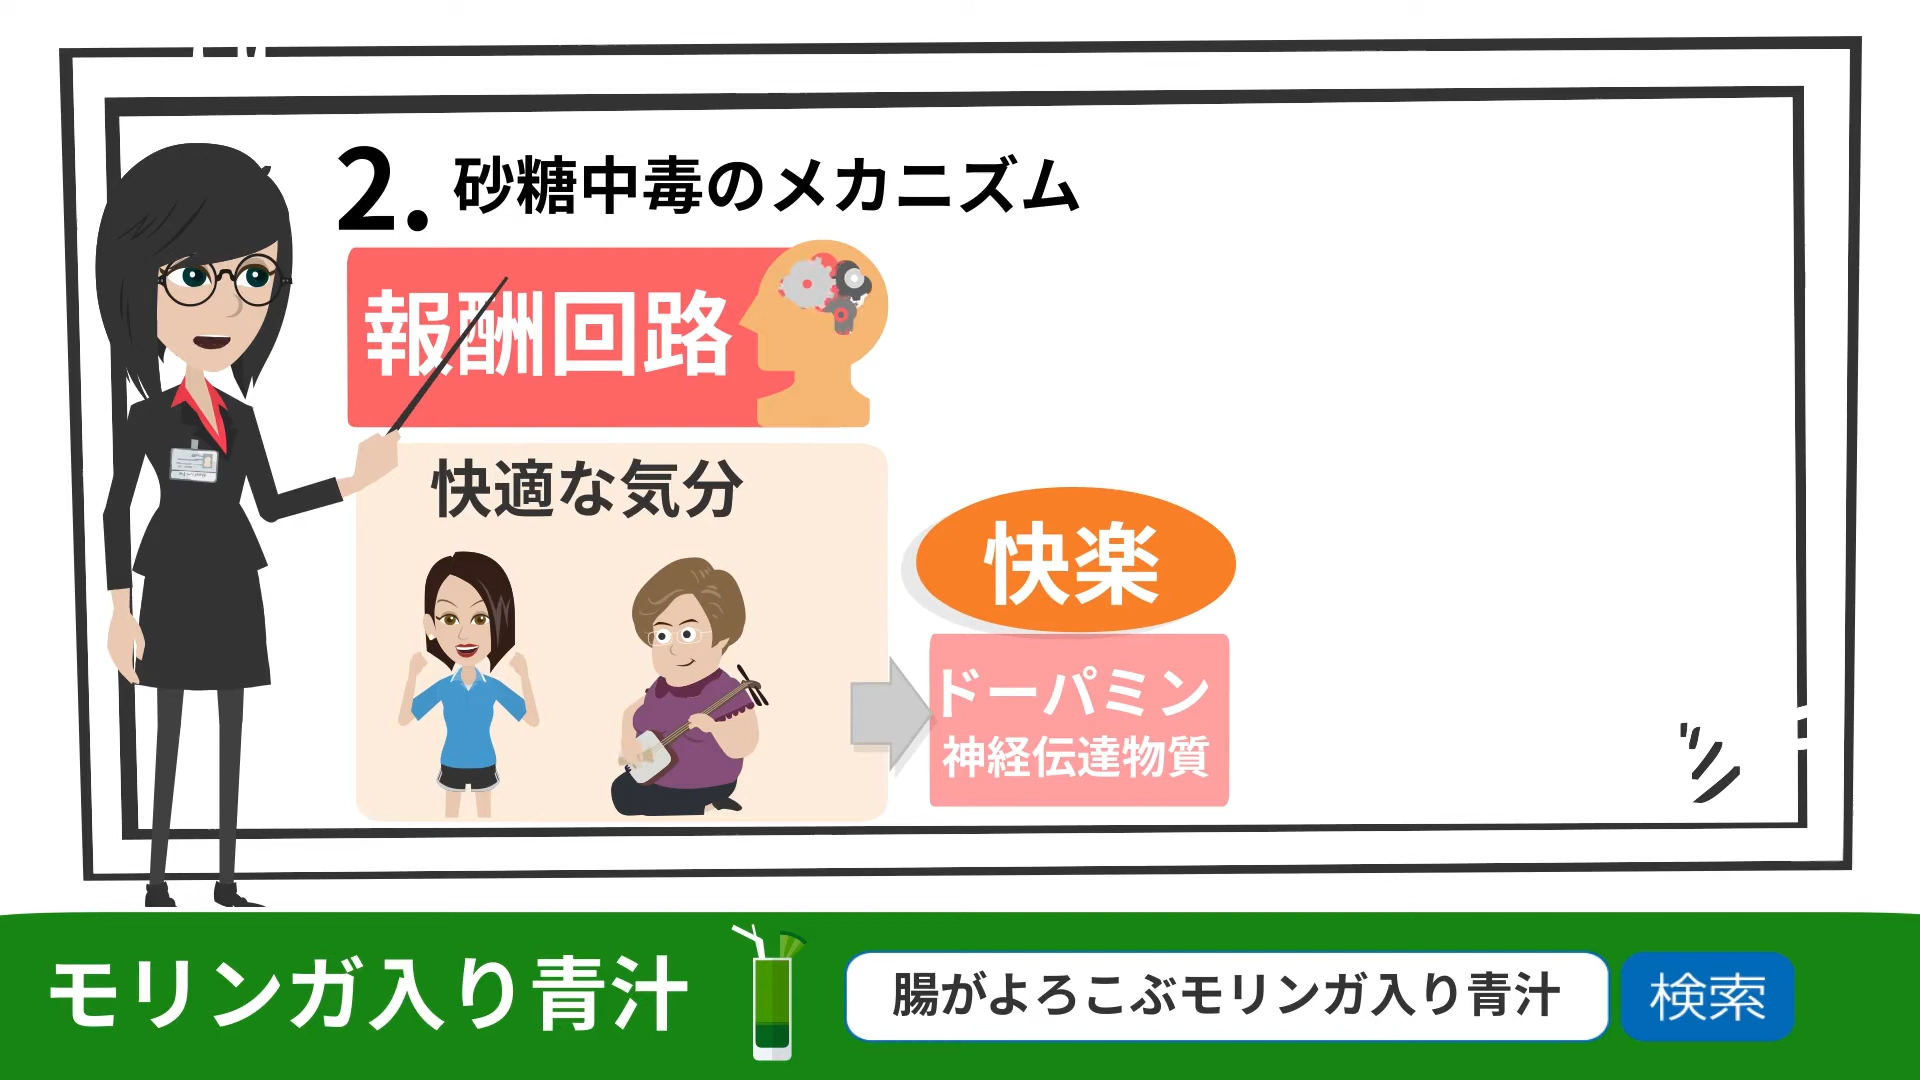 2. 砂糖中毒のメカニズム
報酬回路
快適な気分
快楽
ドーパミン
神経伝達物質
モリンガ入り青汁
腸がよろこぶモリンガ入り青汁
検索